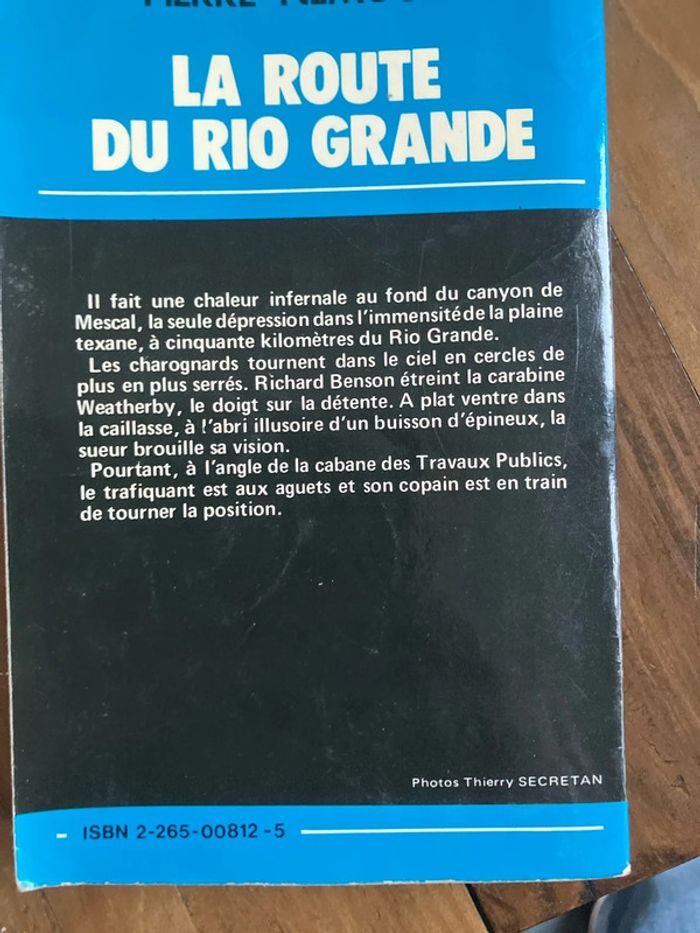 LA ROUTE
DU RIO GRANDE
Il fait une chaleur infernale au fond du canyon de
Mescal, la seule dépression dans l'immensité de la plaine
texane, à cinquante kilomètres du Rio Grande.
Les charognards tournent dans le ciel en cercles de
plus en plus serrés. Richard Benson étreint la carabine
Weatherby, le doigt sur la détente. A plat ventre dans
la caillasse, à l'abri illusoire d'un buisson d'épineux, la
sueur brouille sa vision.
Pourtant, à l'angle de la cabane des Travaux Publics,
le trafiquant est aux aguets et son copain est en train
de tourner la position.
Photos Thierry SECRETAN
ISBN 2-265-00812-5